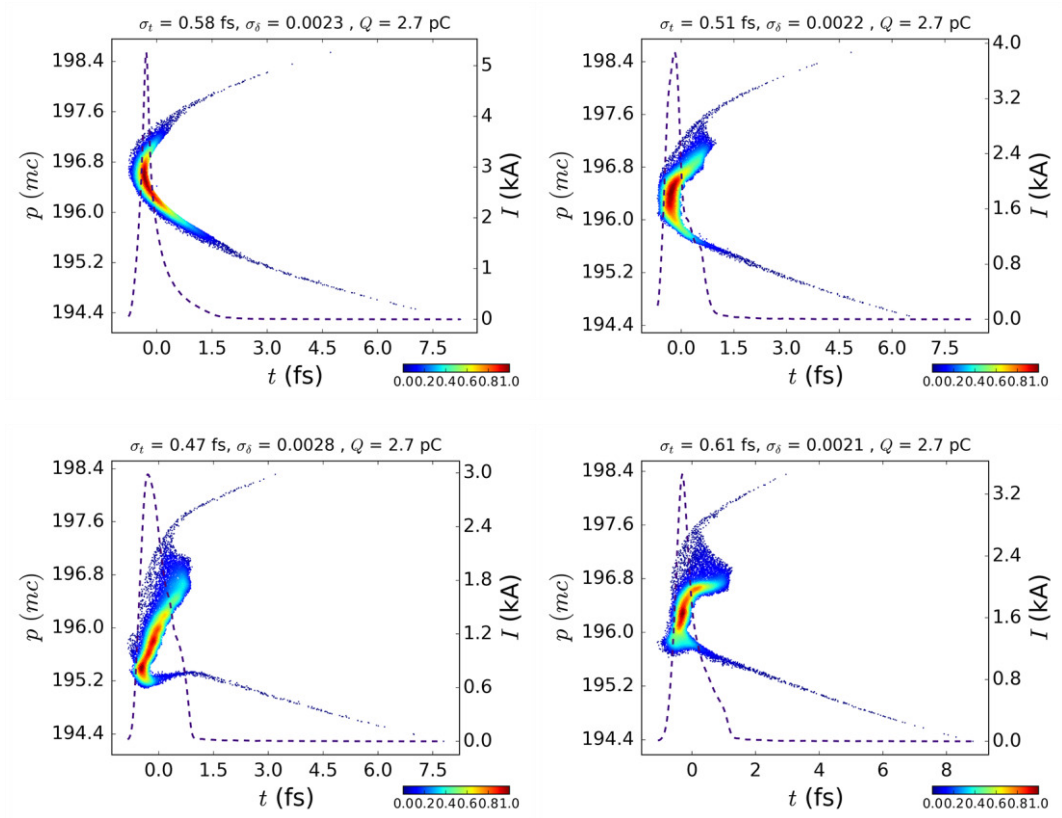 σt = 0.58 fs, σδ = 0.0023 , Q = 2.7 pC
198.4
197.6
196.8
196.0
195.2
194.4
p (mc)
5
4
3
2
1
0
I (kA)
0.0 1.5 3.0 4.5 6.0 7.5
t (fs)
0.00.20.40.60.81.0
σt = 0.51 fs, σδ = 0.0022 , Q = 2.7 pC
198.4
197.6
196.8
196.0
195.2
194.4
p (mc)
4.0
3.2
2.4
1.6
0.8
0.0
I (kA)
0.0 1.5 3.0 4.5 6.0 7.5
t (fs)
0.00.20.40.60.81.0
σt = 0.47 fs, σδ = 0.0028 , Q = 2.7 pC
198.4
197.6
196.8
196.0
195.2
194.4
p (mc)
3.0
2.4
1.8
1.2
0.6
0.0
I (kA)
0.0 1.5 3.0 4.5 6.0 7.5
t (fs)
0.00.20.40.60.81.0
σt = 0.61 fs, σδ = 0.0021 , Q = 2.7 pC
198.4
197.6
196.8
196.0
195.2
194.4
p (mc)
3.2
2.4
1.6
0.8
0.0
I (kA)
0 2 4 6 8
t (fs)
0.00.20.40.60.81.0